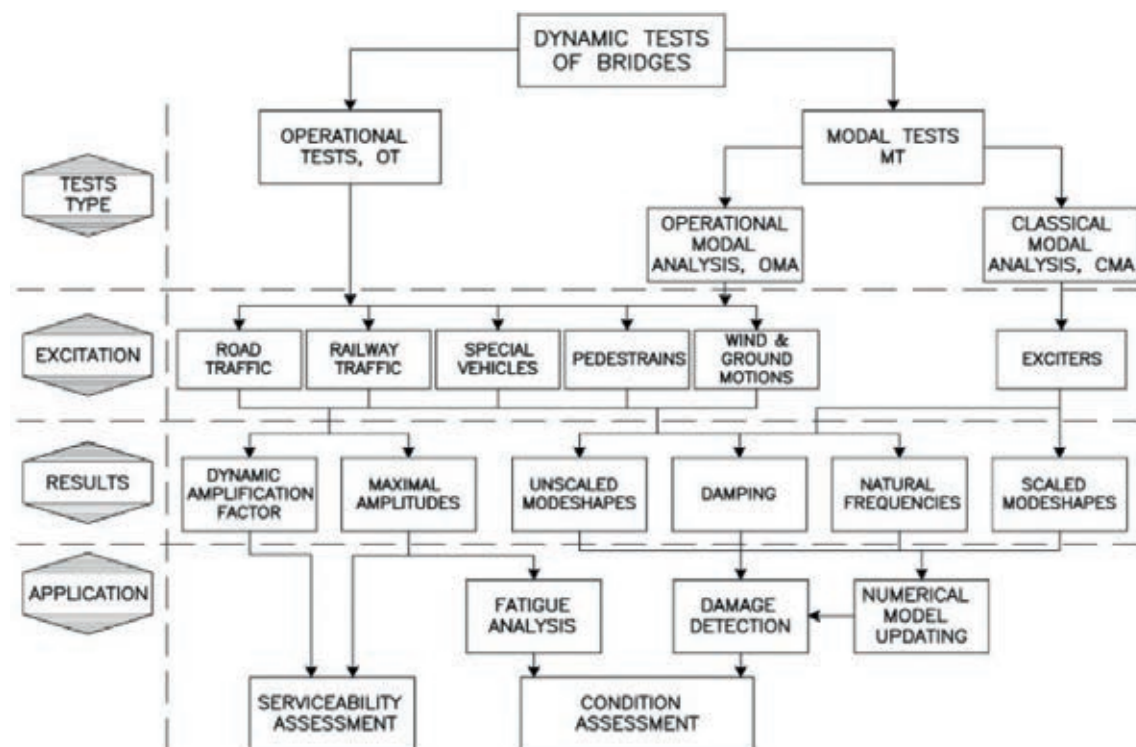 DYNAMIC TESTS
OF BRIDGES
OPERATIONAL
TESTS, OT
MODAL TESTS
MT
TESTS
TYPE
OPERATIONAL
MODAL
ANALYSIS, OMA
CLASSICAL
MODAL
ANALYSIS, CMA
EXCITATION
ROAD
TRAFFIC
RAILWAY
TRAFFIC
SPECIAL
VEHICLES
PEDESTRAINS
WIND &
GROUND
MOTIONS
EXCITERS
RESULTS
DYNAMIC
AMPLIFICATION
FACTOR
MAXIMAL
AMPLITUDES
UNSCALED
MODESHAPES
DAMPING
NATURAL
FREQUENCIES
SCALED
MODESHAPES
APPLICATION
FATIGUE
ANALYSIS
DAMAGE
DETECTION
NUMERICAL
MODEL
UPDATING
SERVICEABILITY
ASSESSMENT
CONDITION
ASSESSMENT